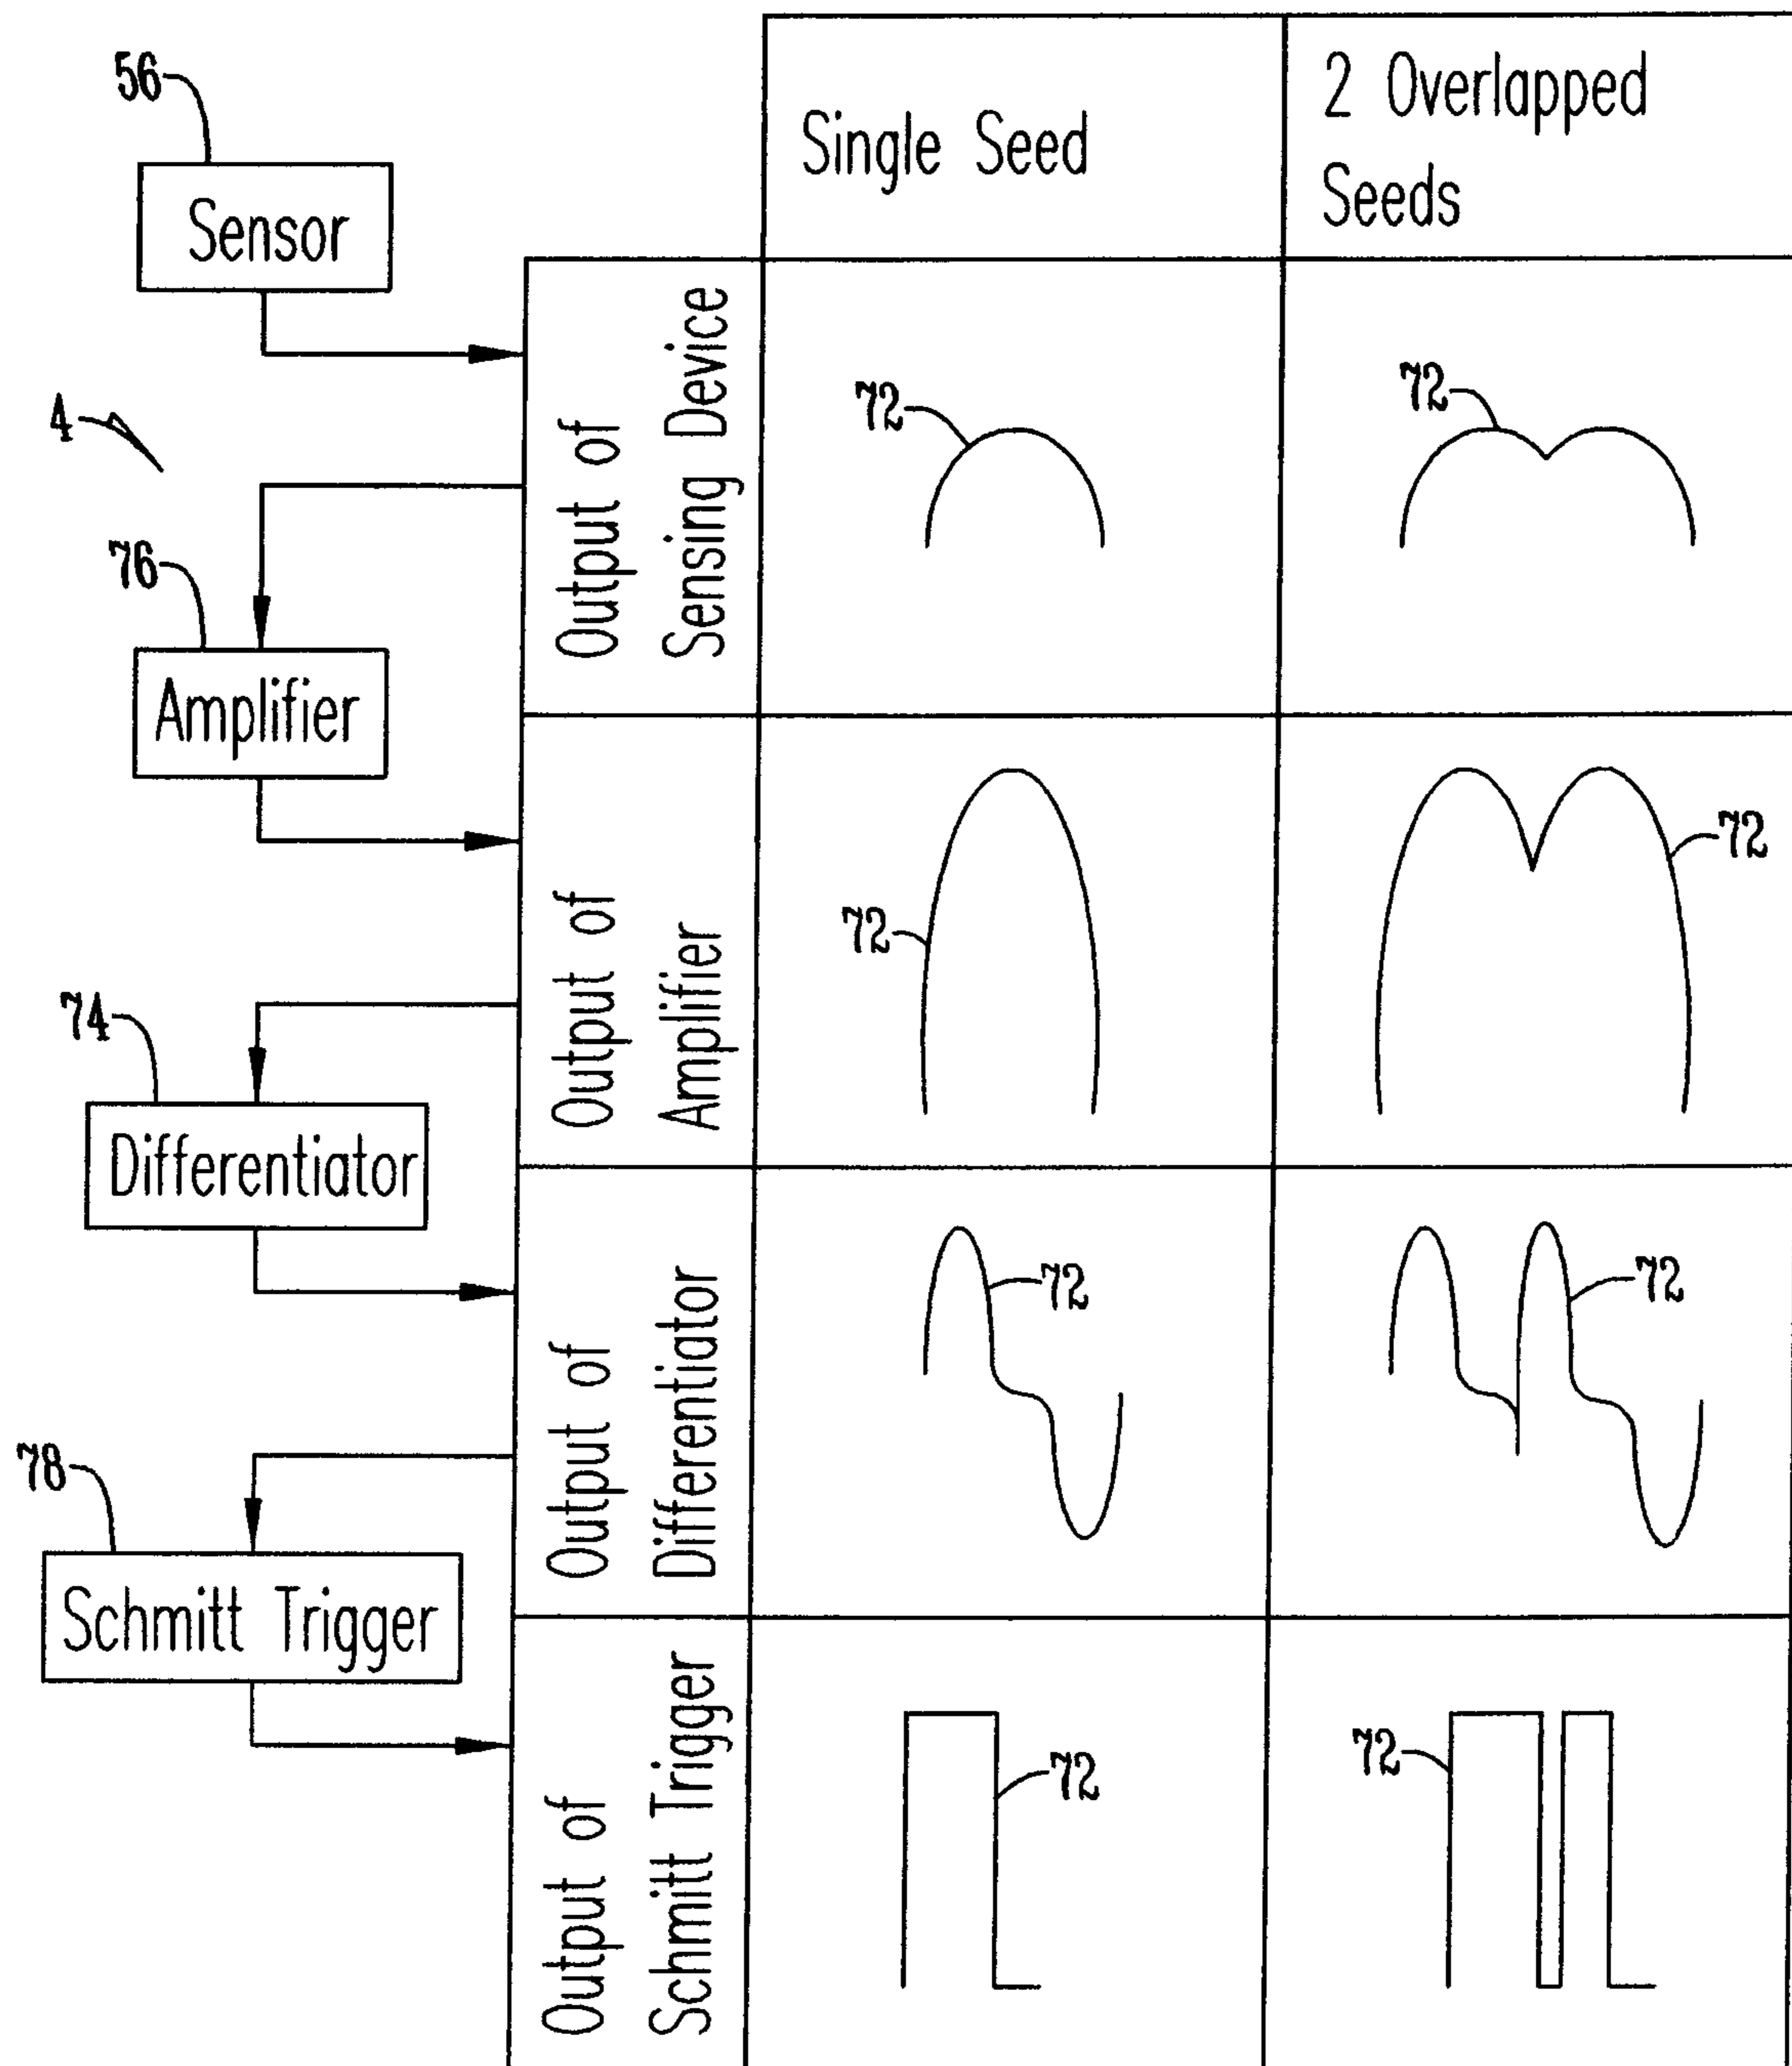 56
Sensor
4
76
Amplifier
74
Differentiator
78
Schmitt Trigger
Single Seed
2 Overlapped
Seeds
Output of
Sensing Device
72
72
Output of
Amplifier
72
72
Output of
Differentiator
72
72
Output of
Schmitt Trigger
72
72